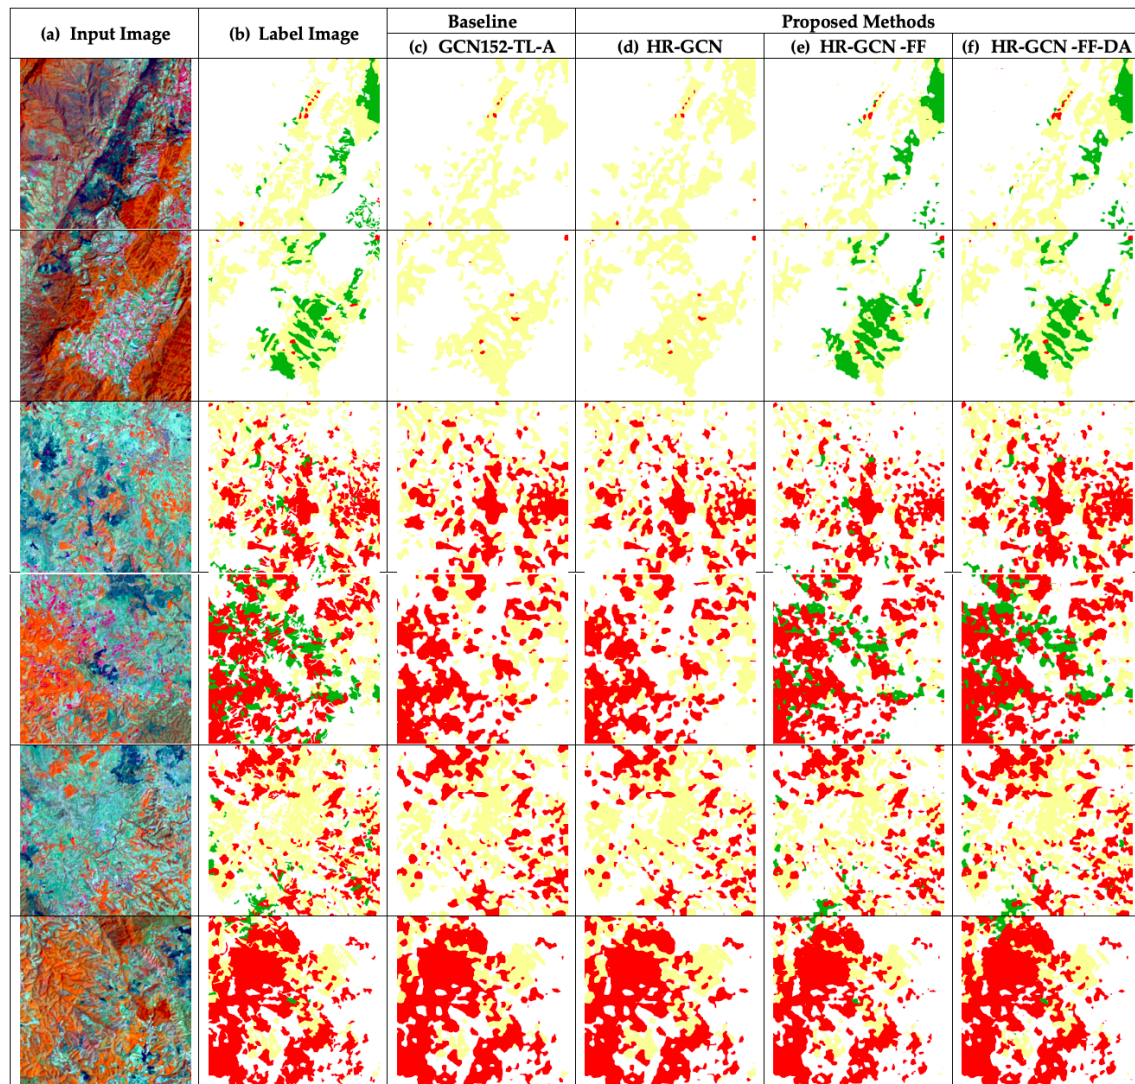 Baseline
Proposed Methods
(a) Input Image
(b) Label Image
(c) GCN152-TL-A
(d) HR-GCN
(e) HR-GCN -FF
(f) HR-GCN -FF-DA